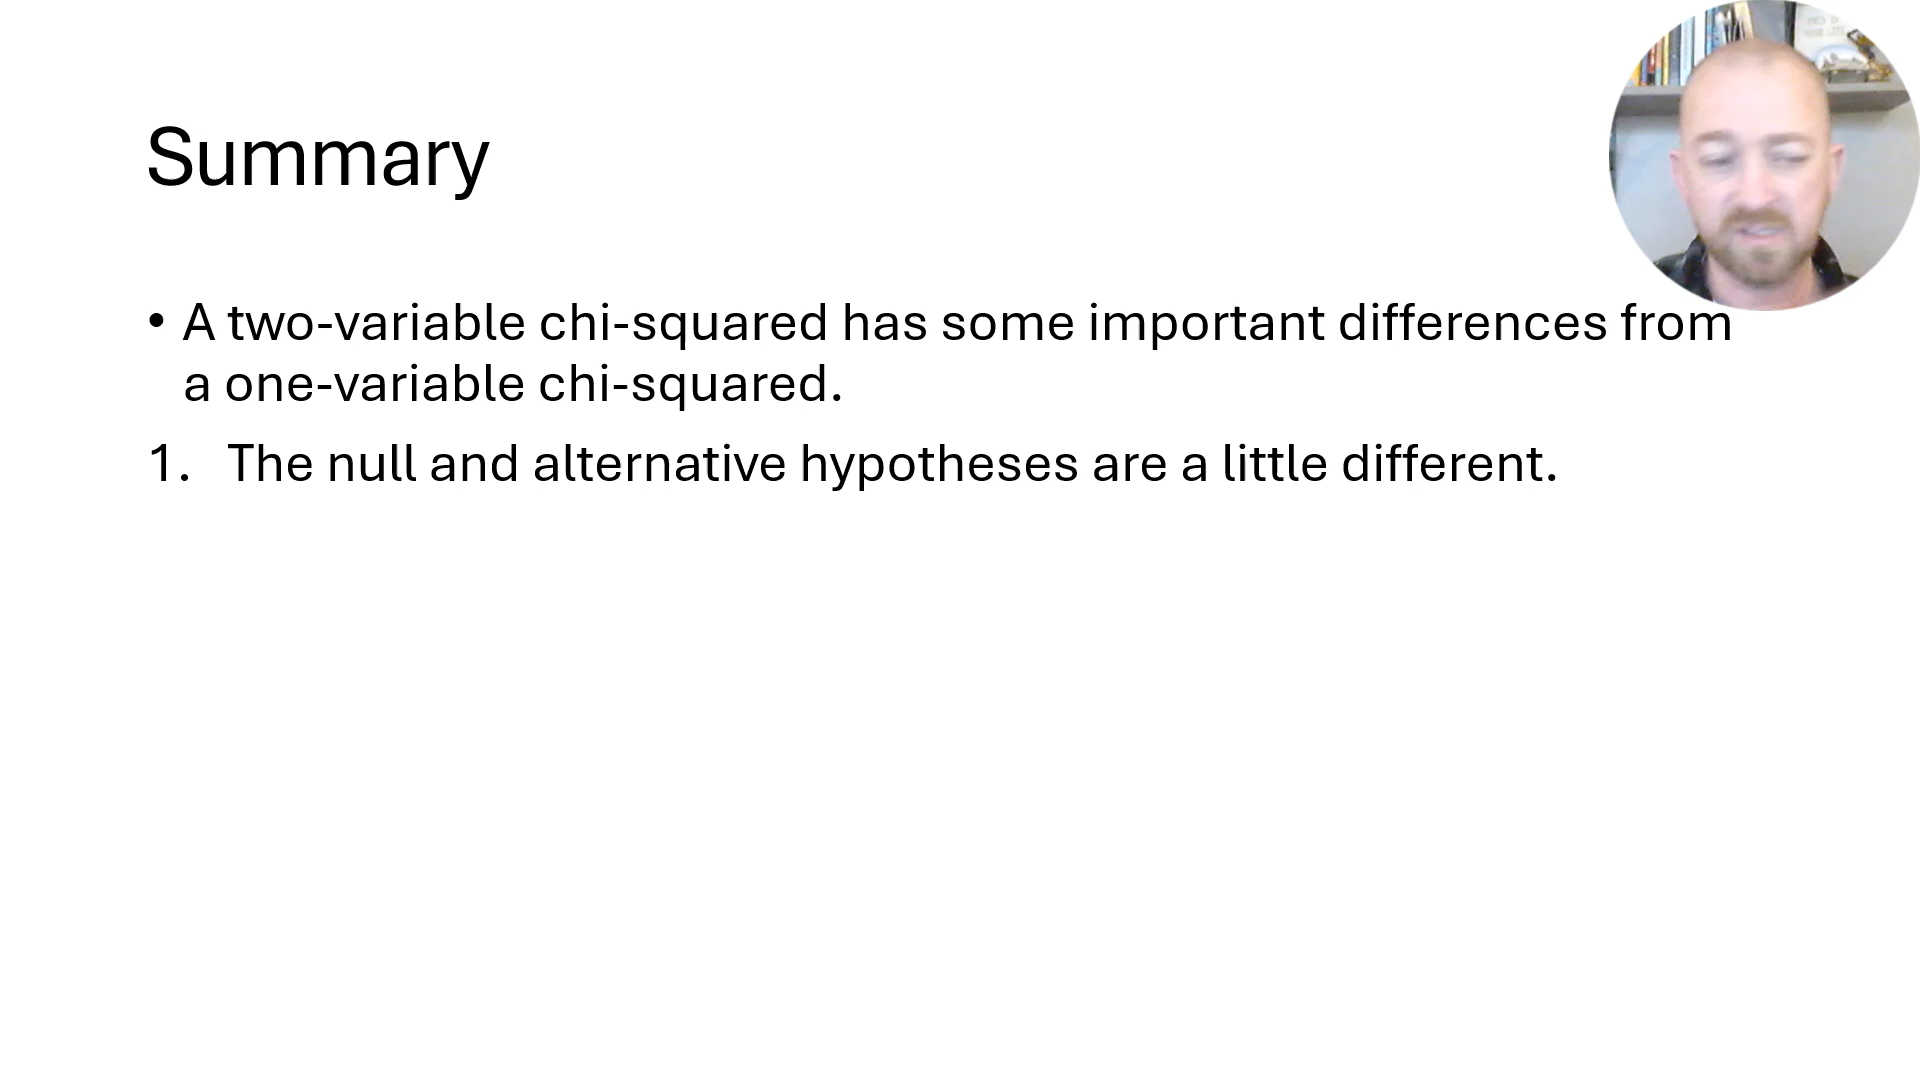 Summary
• A two-variable chi-squared has some important differences from
a one-variable chi-squared.
1. The null and alternative hypotheses are a little different.